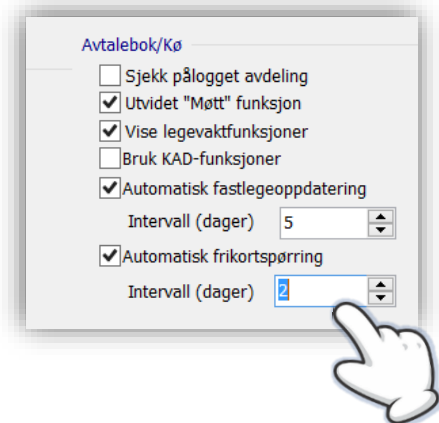 Avtalebok/Kø
Sjekk pålogget avdeling
Utvidet "Møtt" funksjon
Vise legevaktfunksjoner
Bruk KAD-funksjoner
Automatisk fastlegeoppdatering
Intervall (dager) 5
Automatisk frikortspørring
Intervall (dager) 2